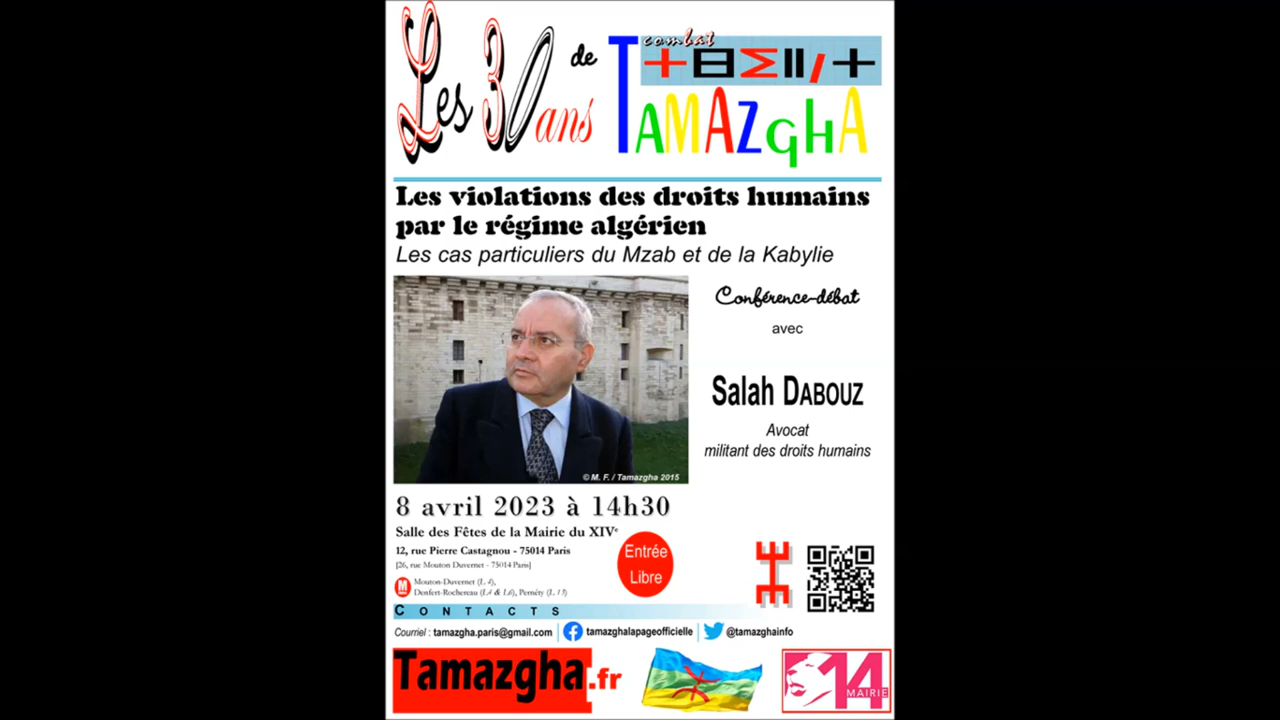 Les 30 ans de
combat
ⵜⴰⵎⴰⵣⵖⴰ
TAMAZghA
Les violations des droits humains
par le régime algérien
Les cas particuliers du Mzab et de la Kabylie
Conférence-débat
avec
Salah DABOUZ
Avocat
militant des droits humains
© M. F. / Tamazgha 2015
8 avril 2023 à 14h30
Salle des Fêtes de la Mairie du XIVe
12, rue Pierre Castagnou - 75014 Paris
[26, rue Mouton Duvernet - 75014 Paris]
Entrée
Libre
M
Mouton-Duvernet (L 4),
Denfert-Rochereau (L4 & L6), Pernéty (L 13)
CONTACTS
Courriel : tamazgha.paris@gmail.com tamazghalapageofficielle @tamazghainfo
Tamazgha.fr
14
MAIRIE